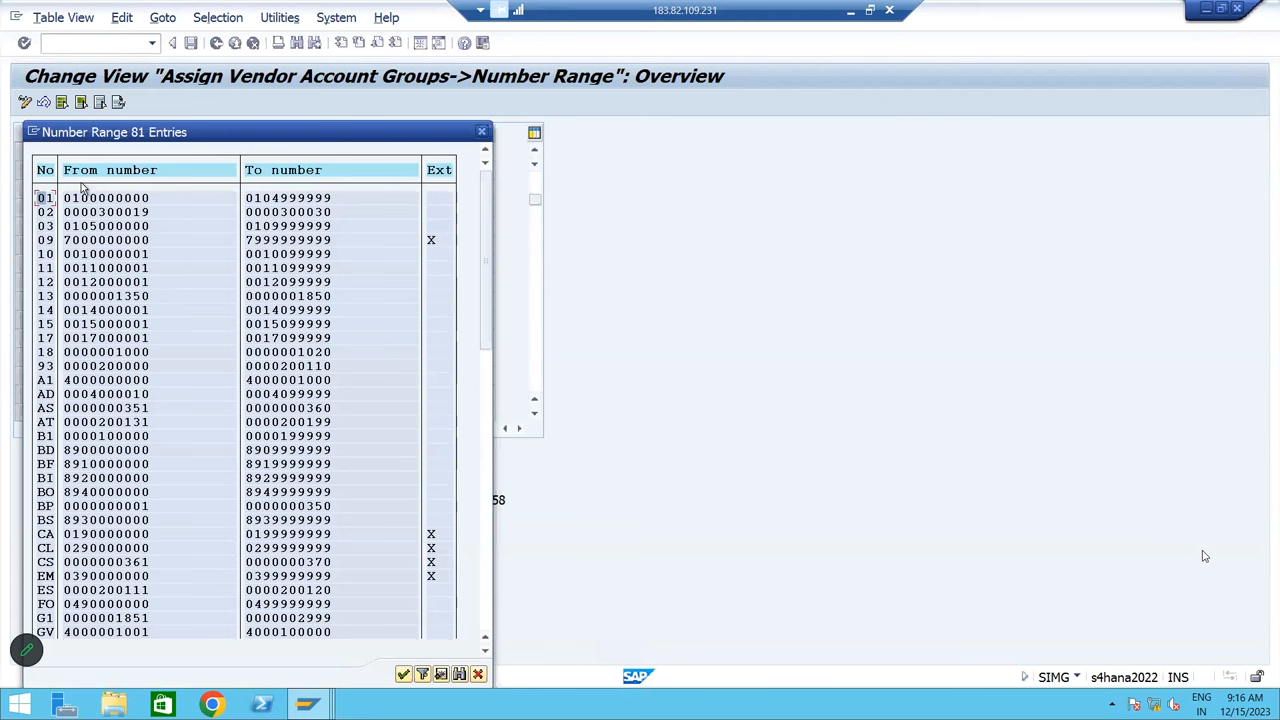 183.82.109.231
Table View Edit Goto Selection Utilities System Help
Change View "Assign Vendor Account Groups->Number Range": Overview
Number Range 81 Entries
No From number To number Ext
01 0100000000 0104999999
02 0000300019 0000300030
03 0105000000 0109999999
09 7000000000 7999999999 X
10 0010000001 0010099999
11 0011000001 0011099999
12 0012000001 0012099999
13 0000001350 0000001850
14 0014000001 0014099999
15 0015000001 0015099999
17 0017000001 0017099999
18 0000001000 0000001020
93 0000200000 0000200110
A1 4000000000 4000001000
AD 0004000010 0004099999
AS 0000000351 0000000360
AT 0000200131 0000200199
B1 0000100000 0000199999
BD 8900000000 8909999999
BF 8910000000 8919999999
BI 8920000000 8929999999
BO 8940000000 8949999999
BP 0000000001 0000000350
BS 8930000000 8939999999
CA 0190000000 0199999999 X
CL 0290000000 0299999999 X
CS 0000000361 0000000370 X
EM 0390000000 0399999999 X
ES 0000200111 0000200120
FO 0490000000 0499999999
G1 0000001851 0000002999
GV 4000001001 4000100000
58
SAP SIMG s4hana2022 INS
ENG 9:16 AM
IN 12/15/2023